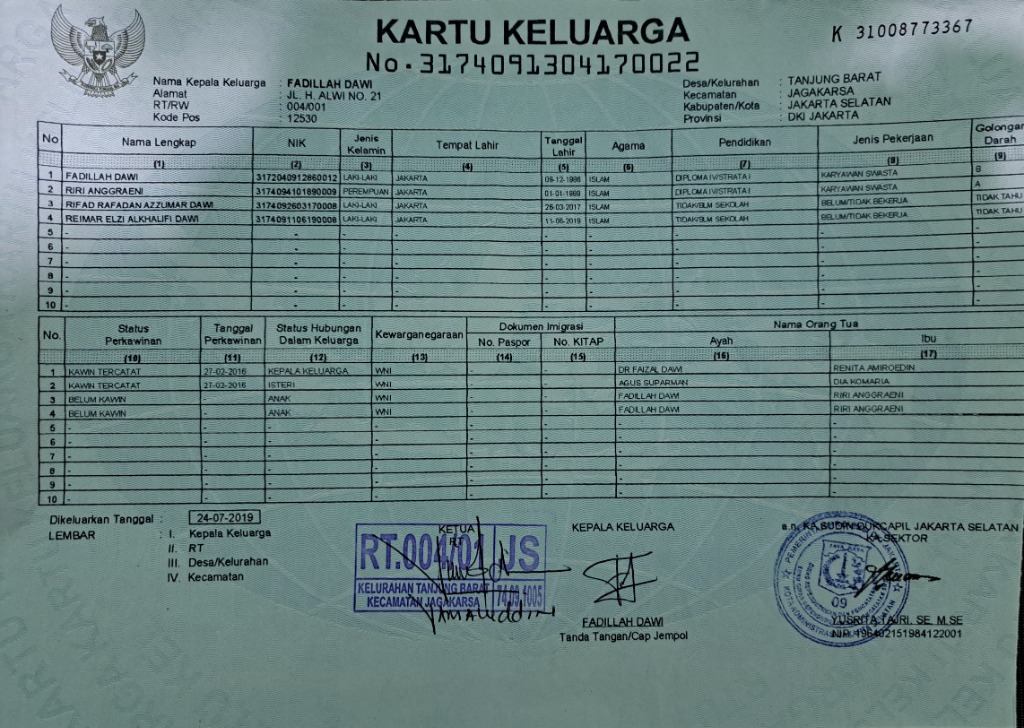 KARTU KELUARGA
K 31008773367
No. 3174091304170022
Nama Kepala Keluarga : FADILLAH DAWI
Alamat : JL. H. ALWI NO. 21
RT/RW : 004/001
Kode Pos : 12530
Desa/Kelurahan : TANJUNG BARAT
Kecamatan : JAGAKARSA
Kabupaten/Kota : JAKARTA SELATAN
Provinsi : DKI JAKARTA
No Nama Lengkap NIK Jenis Kelamin Tempat Lahir Tanggal Lahir Agama Pendidikan Jenis Pekerjaan Golongan Darah
(1) (2) (3) (4) (5) (6) (7) (8) (9)
1 FADILLAH DAWI 3172040912860012 LAKI-LAKI JAKARTA 09-12-1986 ISLAM DIPLOMA IV/STRATA I KARYAWAN SWASTA B
2 RIRI ANGGRAENI 3174094101890009 PEREMPUAN JAKARTA 01-01-1989 ISLAM DIPLOMA IV/STRATA I KARYAWAN SWASTA A
3 RIFAD RAFADAN AZZUMAR DAWI 3174092603170008 LAKI-LAKI JAKARTA 26-03-2017 ISLAM TIDAK/BLM SEKOLAH BELUM/TIDAK BEKERJA TIDAK TAHU
4 REIMAR ELZI ALKHALIFI DAWI 3174091106190008 LAKI-LAKI JAKARTA 11-06-2019 ISLAM TIDAK/BLM SEKOLAH BELUM/TIDAK BEKERJA TIDAK TAHU
5 - - - - - - - - -
6 - - - - - - - - -
7 - - - - - - - - -
8 - - - - - - - - -
9 - - - - - - - - -
10 - - - - - - - - -
No. Status Perkawinan Tanggal Perkawinan Status Hubungan Dalam Keluarga Kewarganegaraan Dokumen Imigrasi Nama Orang Tua
No. Paspor No. KITAP Ayah Ibu
(10) (11) (12) (13) (14) (15) (16) (17)
1 KAWIN TERCATAT 27-02-2016 KEPALA KELUARGA WNI DR FAIZAL DAWI RENITA AMIROEDIN
2 KAWIN TERCATAT 27-02-2016 ISTERI WNI AGUS SUPARMAN DIA KOMARIA
3 BELUM KAWIN ANAK WNI FADILLAH DAWI RIRI ANGGRAENI
4 BELUM KAWIN ANAK WNI FADILLAH DAWI RIRI ANGGRAENI
5 - - - - - - - -
6 - - - - - - - -
7 - - - - - - - -
8 - - - - - - - -
9 - - - - - - - -
10 - - - - - - - -
Dikeluarkan Tanggal : 24-07-2019
LEMBAR : I. Kepala Keluarga
II. RT
III. Desa/Kelurahan
IV. Kecamatan
KETUA RT
RT.004/01 JS
KELURAHAN TANJUNG BARAT
KECAMATAN JAGAKARSA
74.09.1005
KEPALA KELUARGA
FADILLAH DAWI
Tanda Tangan/Cap Jempol
a.n. KA.SUDIN DUKCAPIL JAKARTA SELATAN
KA.SEKTOR
09
YUSRITA TAJRI, SE, M.SE
NIP. 196402151984122001